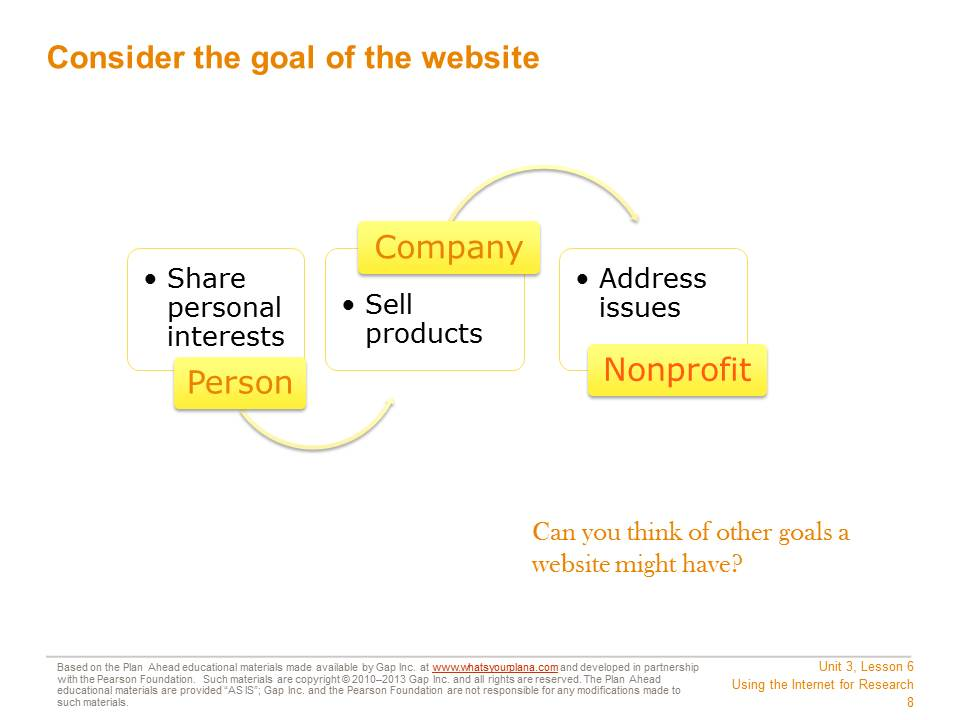 Consider the goal of the website
• Share
personal
interests
Person
Company
• Sell
products
• Address
issues
Nonprofit
Can you think of other goals a
website might have?
Based on the Plan Ahead educational materials made available by Gap Inc. at www.whatsyourplana.com and developed in partnership
with the Pearson Foundation. Such materials are copyright © 2010–2013 Gap Inc. and all rights are reserved. The Plan Ahead
educational materials are provided “AS IS”; Gap Inc. and the Pearson Foundation are not responsible for any modifications made to
such materials.
Unit 3, Lesson 6
Using the Internet for Research
8